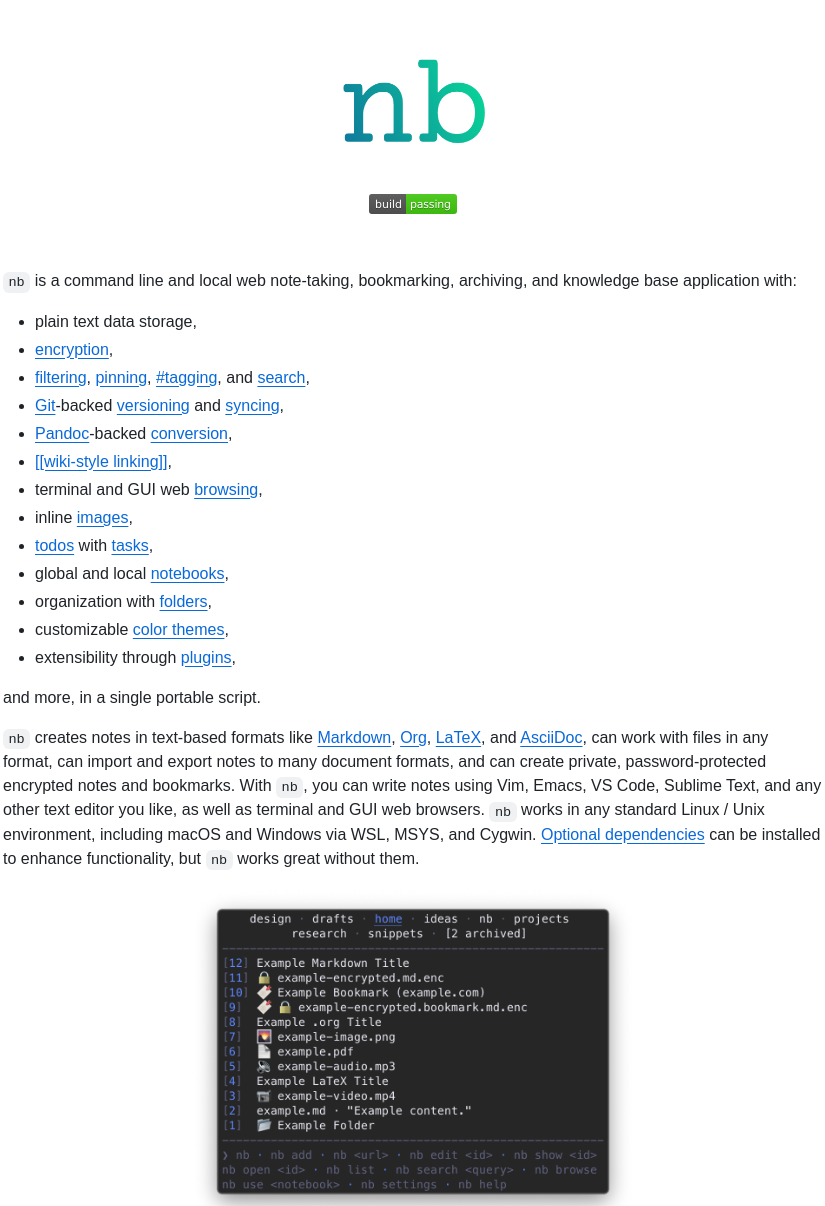 nb
build passing
nb is a command line and local web note-taking, bookmarking, archiving, and knowledge base application with:
plain text data storage,
encryption,
filtering, pinning, #tagging, and search,
Git-backed versioning and syncing,
Pandoc-backed conversion,
[[wiki-style linking]],
terminal and GUI web browsing,
inline images,
todos with tasks,
global and local notebooks,
organization with folders,
customizable color themes,
extensibility through plugins,
and more, in a single portable script.
nb creates notes in text-based formats like Markdown, Org, LaTeX, and AsciiDoc, can work with files in any
format, can import and export notes to many document formats, and can create private, password-protected
encrypted notes and bookmarks. With nb, you can write notes using Vim, Emacs, VS Code, Sublime Text, and any
other text editor you like, as well as terminal and GUI web browsers. nb works in any standard Linux / Unix
environment, including macOS and Windows via WSL, MSYS, and Cygwin. Optional dependencies can be installed
to enhance functionality, but nb works great without them.
design · drafts · home · ideas · nb · projects
research · snippets · [2 archived]
[12] Example Markdown Title
[11] 🔒 example-encrypted.md.enc
[10] 🔖 Example Bookmark (example.com)
[9] 🔖 🔒 example-encrypted.bookmark.md.enc
[8] Example .org Title
[7] 🌄 example-image.png
[6] 📄 example.pdf
[5] 🔉 example-audio.mp3
[4] Example LaTeX Title
[3] 📹 example-video.mp4
[2] example.md · "Example content."
[1] 📂 Example Folder
❯ nb · nb add · nb <url> · nb edit <id> · nb show <id>
nb open <id> · nb list · nb search <query> · nb browse
nb use <notebook> · nb settings · nb help